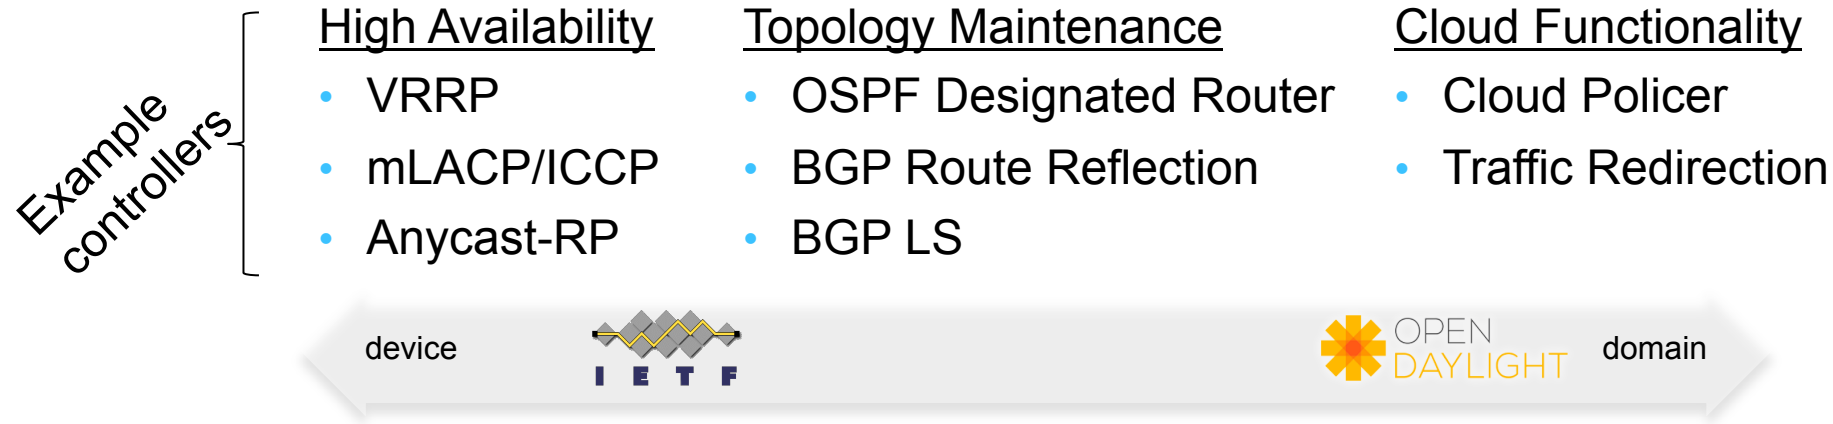 Example
controllers
High Availability
VRRP
mLACP/ICCP
Anycast-RP
Topology Maintenance
OSPF Designated Router
BGP Route Reflection
BGP LS
Cloud Functionality
Cloud Policer
Traffic Redirection
device
I E T F
OPEN
DAYLIGHT
domain